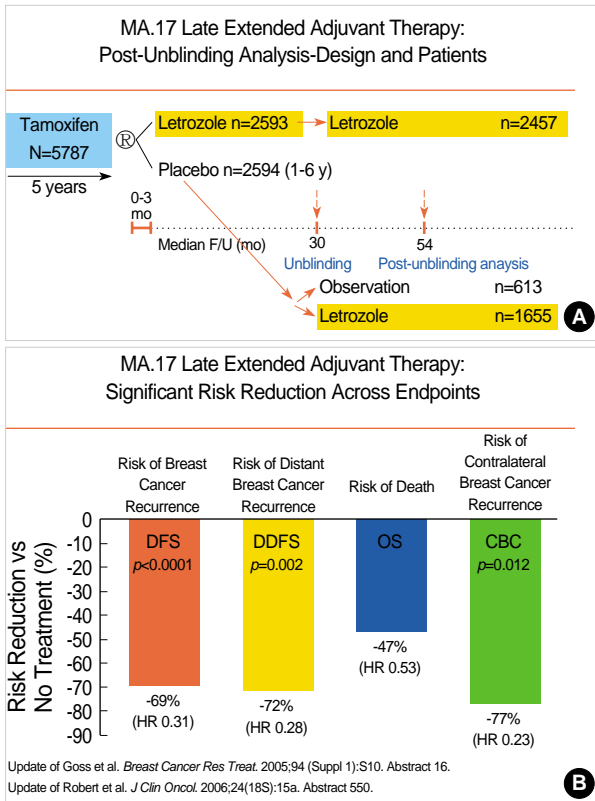 MA.17 Late Extended Adjuvant Therapy:
Post-Unblinding Analysis-Design and Patients
Tamoxifen
N=5787
5 years
®
Letrozole n=2593
Letrozole n=2457
Placebo n=2594 (1-6 y)
0-3
mo
Median F/U (mo)
30
54
Unblinding
Post-unblinding anaysis
Observation n=613
Letrozole n=1655
A
MA.17 Late Extended Adjuvant Therapy:
Significant Risk Reduction Across Endpoints
Risk of Breast
Cancer
Recurrence
Risk of Distant
Breast Cancer
Recurrence
Risk of Death
Risk of
Contralateral
Breast Cancer
Recurrence
Risk Reduction vs
No Treatment (%)
0
-10
-20
-30
-40
-50
-60
-70
-80
-90
DFS
p<0.0001
-69%
(HR 0.31)
DDFS
p=0.002
-72%
(HR 0.28)
OS
-47%
(HR 0.53)
CBC
p=0.012
-77%
(HR 0.23)
Update of Goss et al. Breast Cancer Res Treat. 2005;94 (Suppl 1):S10. Abstract 16.
Update of Robert et al. J Clin Oncol. 2006;24(18S):15a. Abstract 550.
B